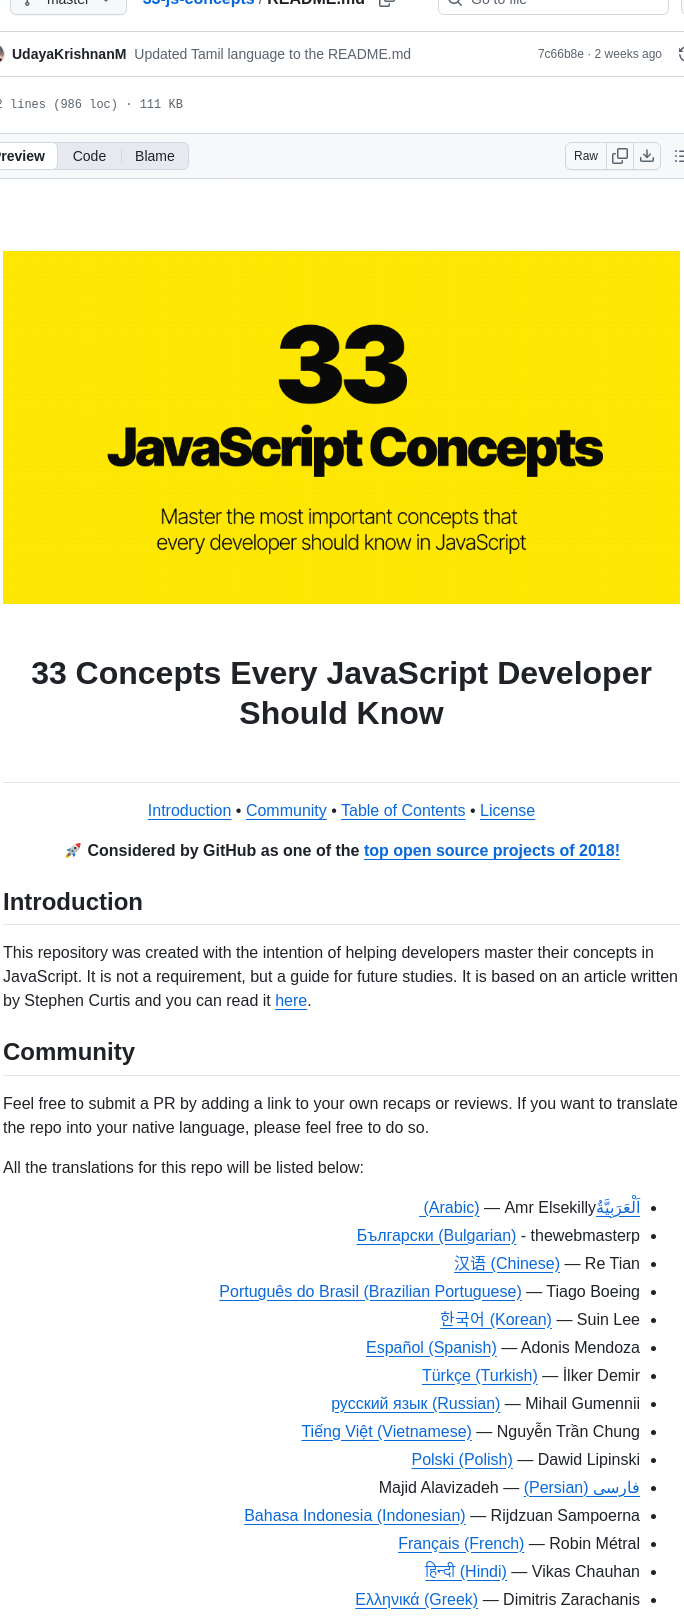 master
33-js-concepts / README.md
Go to file
UdayaKrishnanM Updated Tamil language to the README.md 7c66b8e · 2 weeks ago
2 lines (986 loc) · 111 KB
Preview Code Blame Raw
33
JavaScript Concepts
Master the most important concepts that
every developer should know in JavaScript
33 Concepts Every JavaScript Developer
Should Know
Introduction • Community • Table of Contents • License
🚀 Considered by GitHub as one of the top open source projects of 2018!
Introduction
This repository was created with the intention of helping developers master their concepts in
JavaScript. It is not a requirement, but a guide for future studies. It is based on an article written
by Stephen Curtis and you can read it here.
Community
Feel free to submit a PR by adding a link to your own recaps or reviews. If you want to translate
the repo into your native language, please feel free to do so.
All the translations for this repo will be listed below:
اَلْعَرَبِيَّةُ‎ (Arabic) — Amr Elsekilly
Български (Bulgarian) - thewebmasterp
汉语 (Chinese) — Re Tian
Português do Brasil (Brazilian Portuguese) — Tiago Boeing
한국어 (Korean) — Suin Lee
Español (Spanish) — Adonis Mendoza
Türkçe (Turkish) — İlker Demir
русский язык (Russian) — Mihail Gumennii
Tiếng Việt (Vietnamese) — Nguyễn Trần Chung
Polski (Polish) — Dawid Lipinski
فارسی (Persian) — Majid Alavizadeh
Bahasa Indonesia (Indonesian) — Rijdzuan Sampoerna
Français (French) — Robin Métral
हिन्दी (Hindi) — Vikas Chauhan
Ελληνικά (Greek) — Dimitris Zarachanis